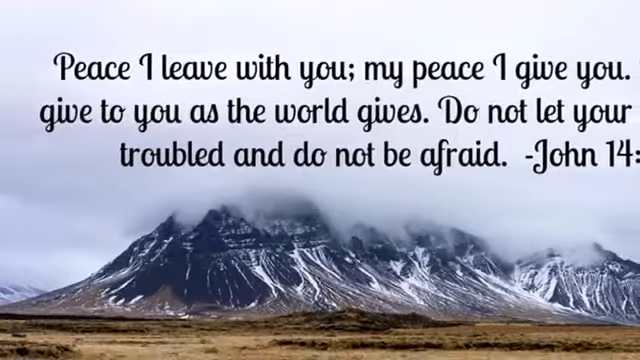 Peace I leave with you; my peace I give you.
give to you as the world gives. Do not let your
troubled and do not be afraid. -John 14: